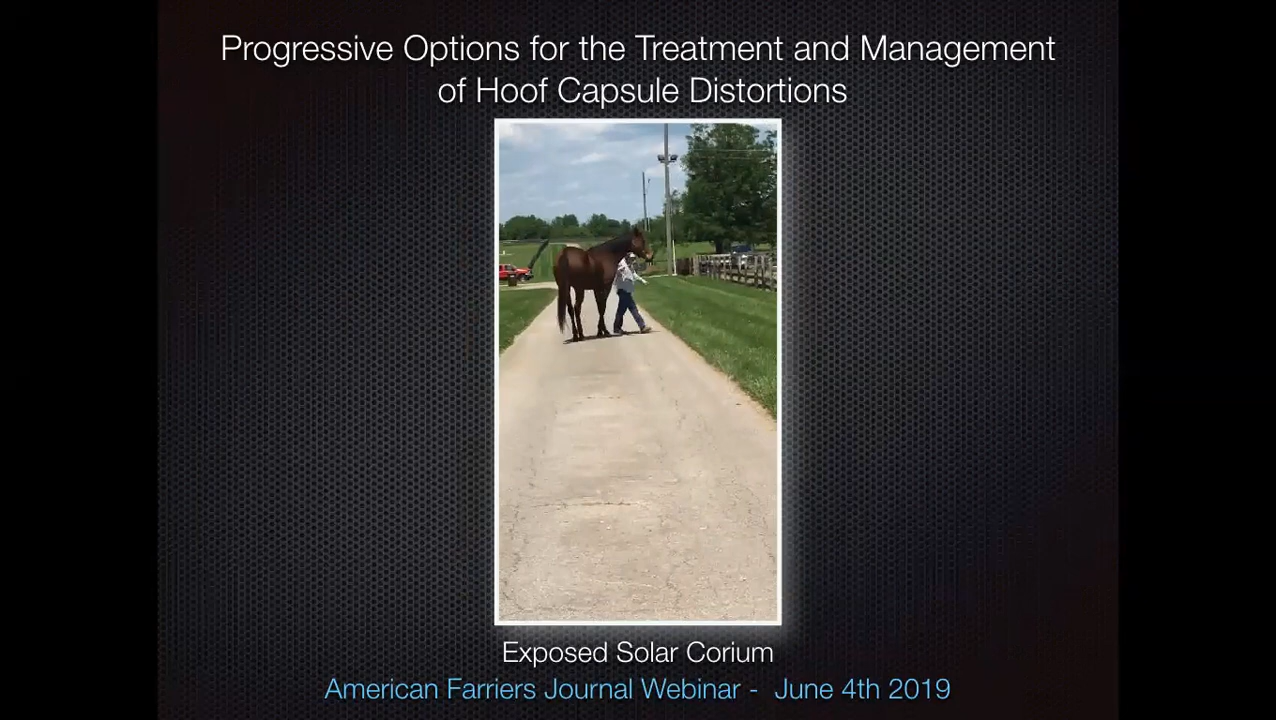 Progressive Options for the Treatment and Management
of Hoof Capsule Distortions
Exposed Solar Corium
American Farriers Journal Webinar - June 4th 2019